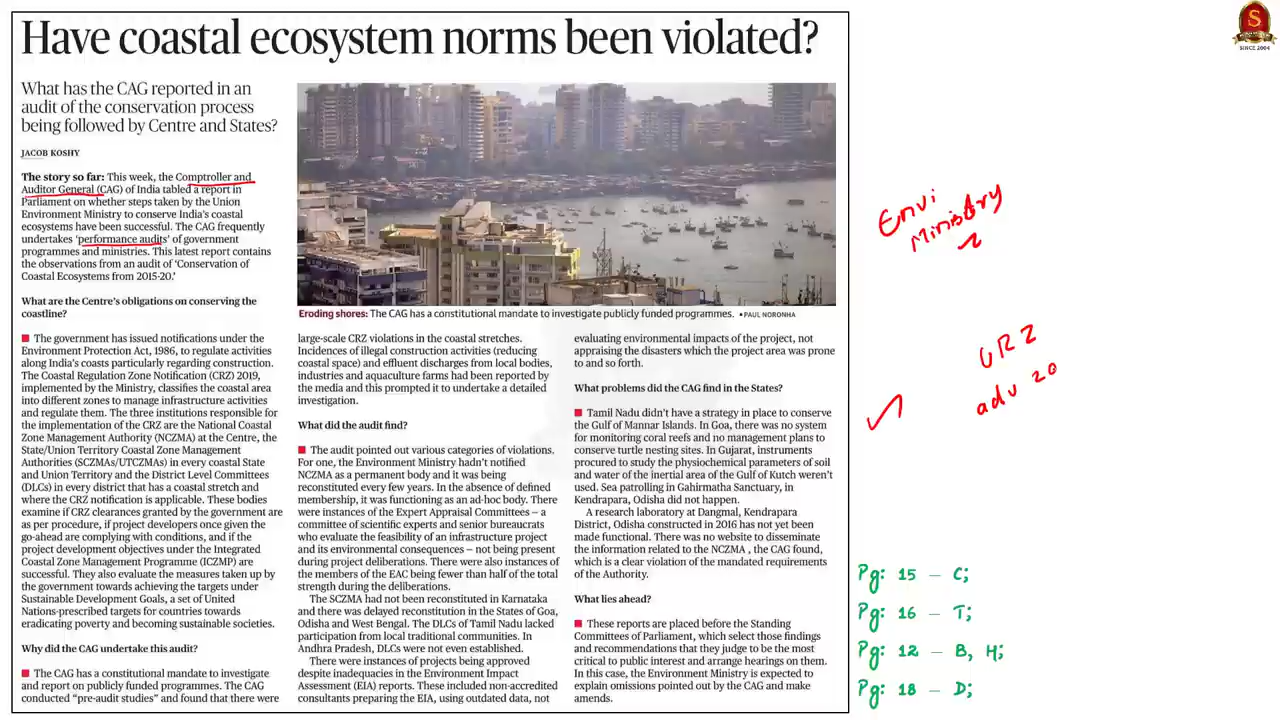 Have coastal ecosystem norms been violated?
What has the CAG reported in an
audit of the conservation process
being followed by Centre and States?
JACOB KOSHY
The story so far: This week, the Comptroller and
Auditor General (CAG) of India tabled a report in
Parliament on whether steps taken by the Union
Environment Ministry to conserve India's coastal
ecosystems have been successful. The CAG frequently
undertakes 'performance audits' of government
programmes and ministries. This latest report contains
the observations from an audit of 'Conservation of
Coastal Ecosystems from 2015-20.'
What are the Centre's obligations on conserving the
coastline?
The government has issued notifications under the
Environment Protection Act, 1986, to regulate activities
along India's coasts particularly regarding construction.
The Coastal Regulation Zone Notification (CRZ) 2019,
implemented by the Ministry, classifies the coastal area
into different zones to manage infrastructure activities
and regulate them. The three institutions responsible for
the implementation of the CRZ are the National Coastal
Zone Management Authority (NCZMA) at the Centre, the
State/Union Territory Coastal Zone Management
Authorities (SCZMAs/UTCZMAs) in every coastal State
and Union Territory and the District Level Committees
(DLCs) in every district that has a coastal stretch and
where the CRZ notification is applicable. These bodies
examine if CRZ clearances granted by the government are
as per procedure, if project developers once given the
go-ahead are complying with conditions, and if the
project development objectives under the Integrated
Coastal Zone Management Programme (ICZMP) are
successful. They also evaluate the measures taken up by
the government towards achieving the targets under
Sustainable Development Goals, a set of United
Nations-prescribed targets for countries towards
eradicating poverty and becoming sustainable societies.
Why did the CAG undertake this audit?
The CAG has a constitutional mandate to investigate
and report on publicly funded programmes. The CAG
conducted "pre-audit studies" and found that there were
Eroding shores: The CAG has a constitutional mandate to investigate publicly funded programmes. • PAUL NORONHA
large-scale CRZ violations in the coastal stretches.
Incidences of illegal construction activities (reducing
coastal space) and effluent discharges from local bodies,
industries and aquaculture farms had been reported by
the media and this prompted it to undertake a detailed
investigation.
What did the audit find?
The audit pointed out various categories of violations.
For one, the Environment Ministry hadn't notified
NCZMA as a permanent body and it was being
reconstituted every few years. In the absence of defined
membership, it was functioning as an ad-hoc body. There
were instances of the Expert Appraisal Committees – a
committee of scientific experts and senior bureaucrats
who evaluate the feasibility of an infrastructure project
and its environmental consequences – not being present
during project deliberations. There were also instances of
the members of the EAC being fewer than half of the total
strength during the deliberations.
The SCZMA had not been reconstituted in Karnataka
and there was delayed reconstitution in the States of Goa,
Odisha and West Bengal. The DLCs of Tamil Nadu lacked
participation from local traditional communities. In
Andhra Pradesh, DLCs were not even established.
There were instances of projects being approved
despite inadequacies in the Environment Impact
Assessment (EIA) reports. These included non-accredited
consultants preparing the EIA, using outdated data, not
evaluating environmental impacts of the project, not
appraising the disasters which the project area was prone
to and so forth.
What problems did the CAG find in the States?
Tamil Nadu didn't have a strategy in place to conserve
the Gulf of Mannar Islands. In Goa, there was no system
for monitoring coral reefs and no management plans to
conserve turtle nesting sites. In Gujarat, instruments
procured to study the physiochemical parameters of soil
and water of the inertial area of the Gulf of Kutch weren't
used. Sea patrolling in Gahirmatha Sanctuary, in
Kendrapara, Odisha did not happen.
A research laboratory at Dangmal, Kendrapara
District, Odisha constructed in 2016 has not yet been
made functional. There was no website to disseminate
the information related to the NCZMA , the CAG found,
which is a clear violation of the mandated requirements
of the Authority.
What lies ahead?
These reports are placed before the Standing
Committees of Parliament, which select those findings
and recommendations that they judge to be the most
critical to public interest and arrange hearings on them.
In this case, the Environment Ministry is expected to
explain omissions pointed out by the CAG and make
amends.
S
SINCE 2004
Envi
Ministry
CRZ
Pg: 15 – C;
Pg: 16 – T;
Pg: 12 – B, H;
Pg: 18 – D;